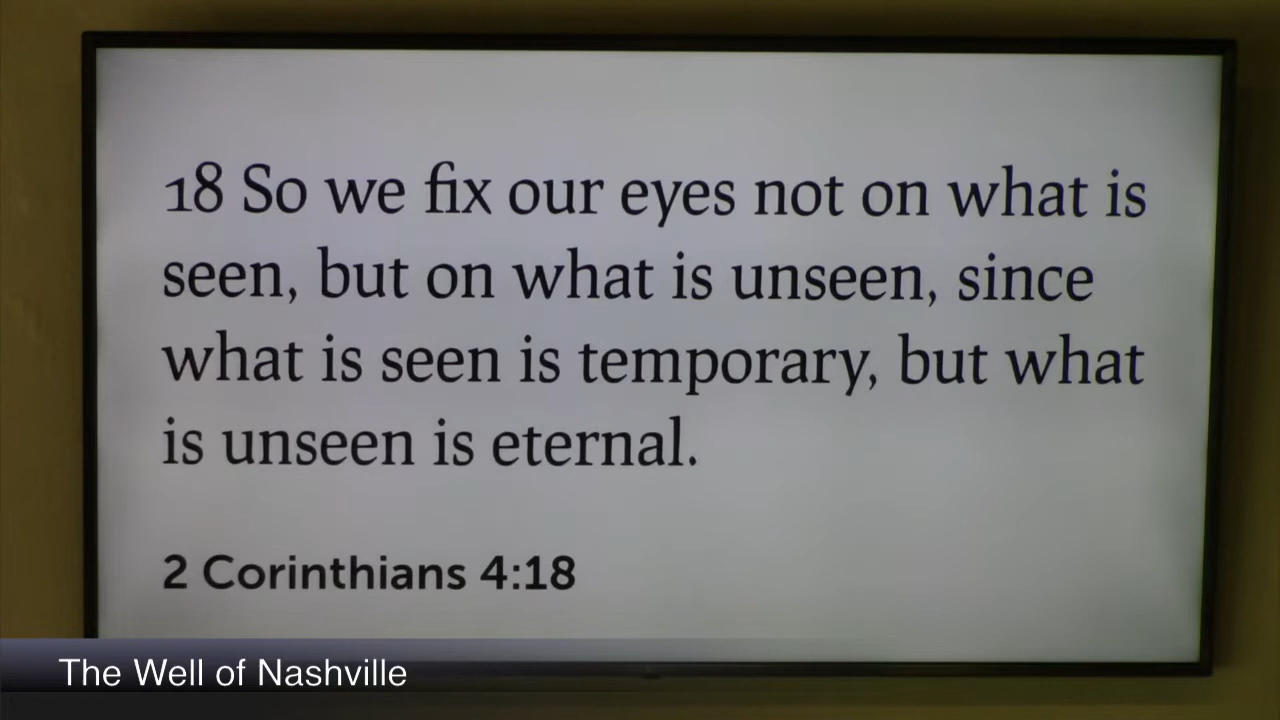 18 So we fix our eyes not on what is
seen, but on what is unseen, since
what is seen is temporary, but what
is unseen is eternal.
2 Corinthians 4:18
The Well of Nashville